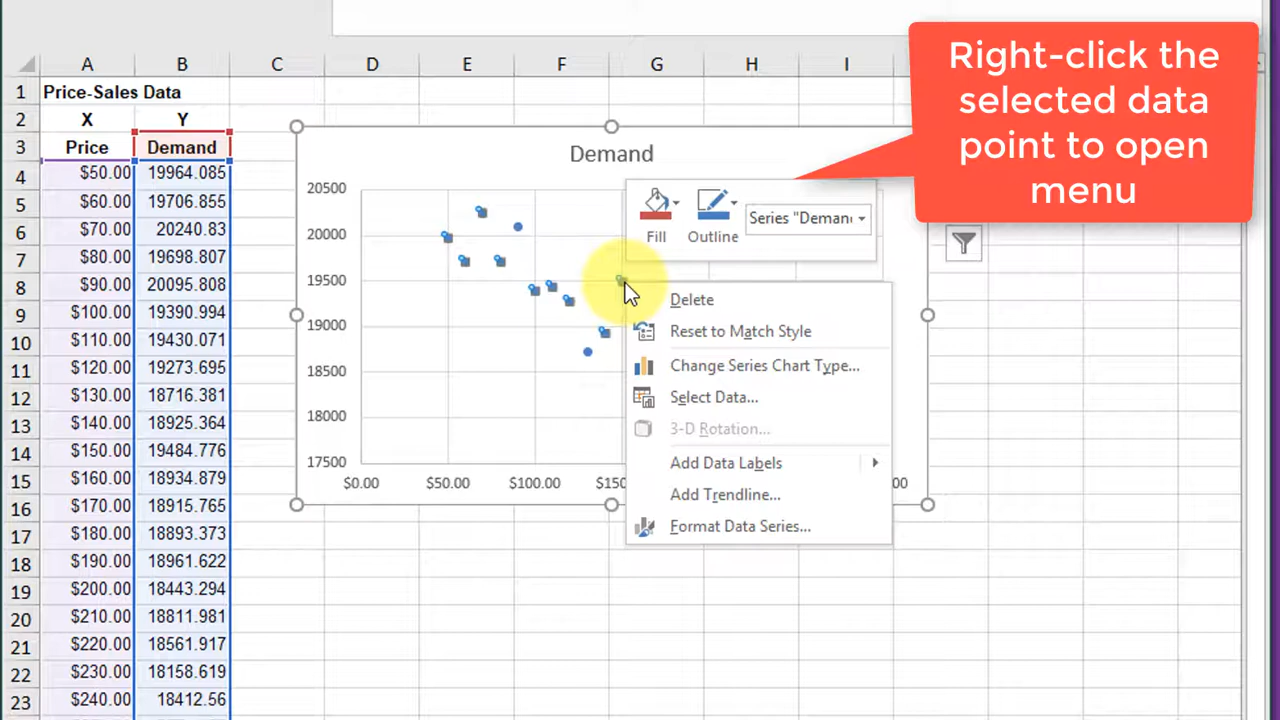 A B C D E F G H I
1 Price-Sales Data
2 X Y
3 Price Demand
4 $50.00 19964.085
5 $60.00 19706.855
6 $70.00 20240.83
7 $80.00 19698.807
8 $90.00 20095.808
9 $100.00 19390.994
10 $110.00 19430.071
11 $120.00 19273.695
12 $130.00 18716.381
13 $140.00 18925.364
14 $150.00 19484.776
15 $160.00 18934.879
16 $170.00 18915.765
17 $180.00 18893.373
18 $190.00 18961.622
19 $200.00 18443.294
20 $210.00 18811.981
21 $220.00 18561.917
22 $230.00 18158.619
23 $240.00 18412.56
Demand
20500
20000
19500
19000
18500
18000
17500
$0.00 $50.00 $100.00 $15 00
Fill Outline
Series "Deman
Delete
Reset to Match Style
Change Series Chart Type...
Select Data...
3-D Rotation...
Add Data Labels
Add Trendline...
Format Data Series...
Right-click the
selected data
point to open
menu